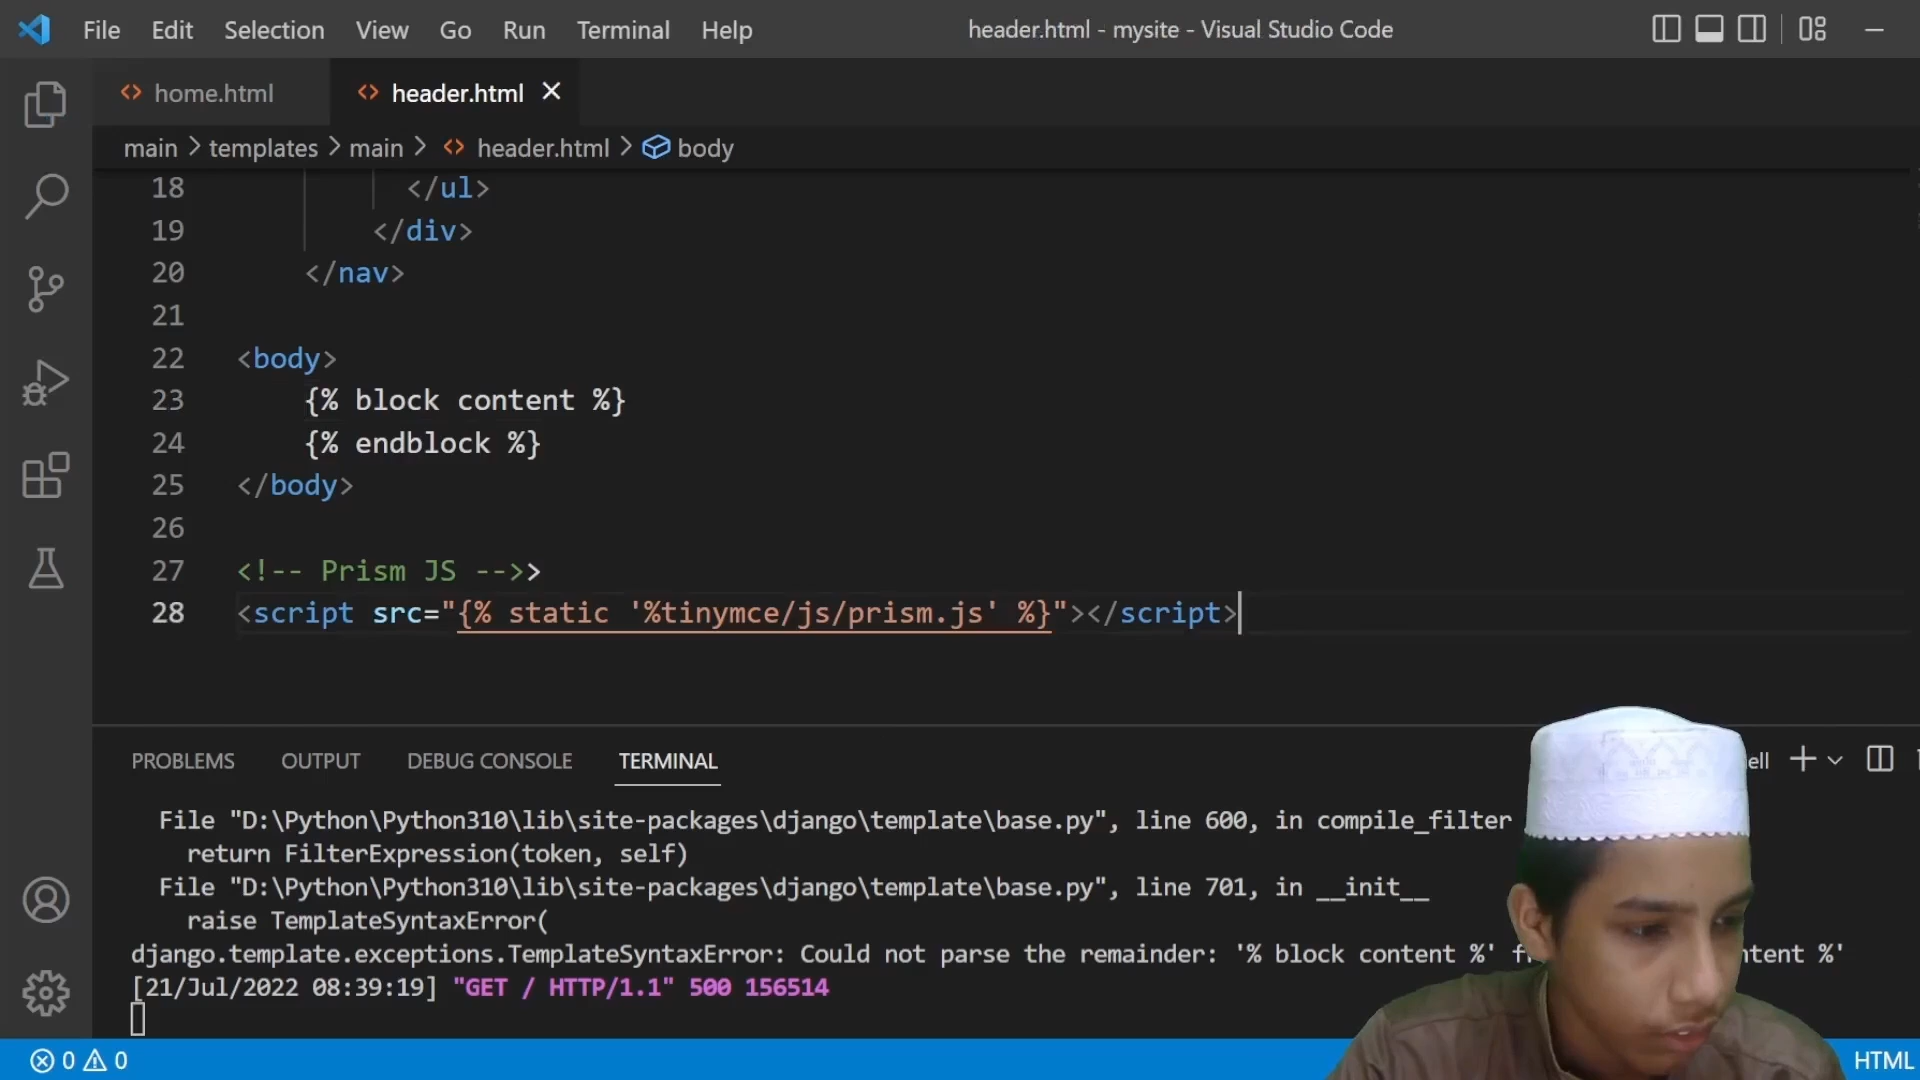 File Edit Selection View Go Run Terminal Help header.html - mysite - Visual Studio Code
home.html header.html
main > templates > main > header.html > body
18 </ul>
19 </div>
20 </nav>
21
22 <body>
23 {% block content %}
24 {% endblock %}
25 </body>
26
27 <!-- Prism JS -->>
28 <script src="{% static '%tinymce/js/prism.js' %}"></script>
PROBLEMS OUTPUT DEBUG CONSOLE TERMINAL
File "D:\Python\Python310\lib\site-packages\django\template\base.py", line 600, in compile_filter
return FilterExpression(token, self)
File "D:\Python\Python310\lib\site-packages\django\template\base.py", line 701, in __init__
raise TemplateSyntaxError(
django.template.exceptions.TemplateSyntaxError: Could not parse the remainder: '% block content %'
[21/Jul/2022 08:39:19] "GET / HTTP/1.1" 500 156514
0 0 HTML